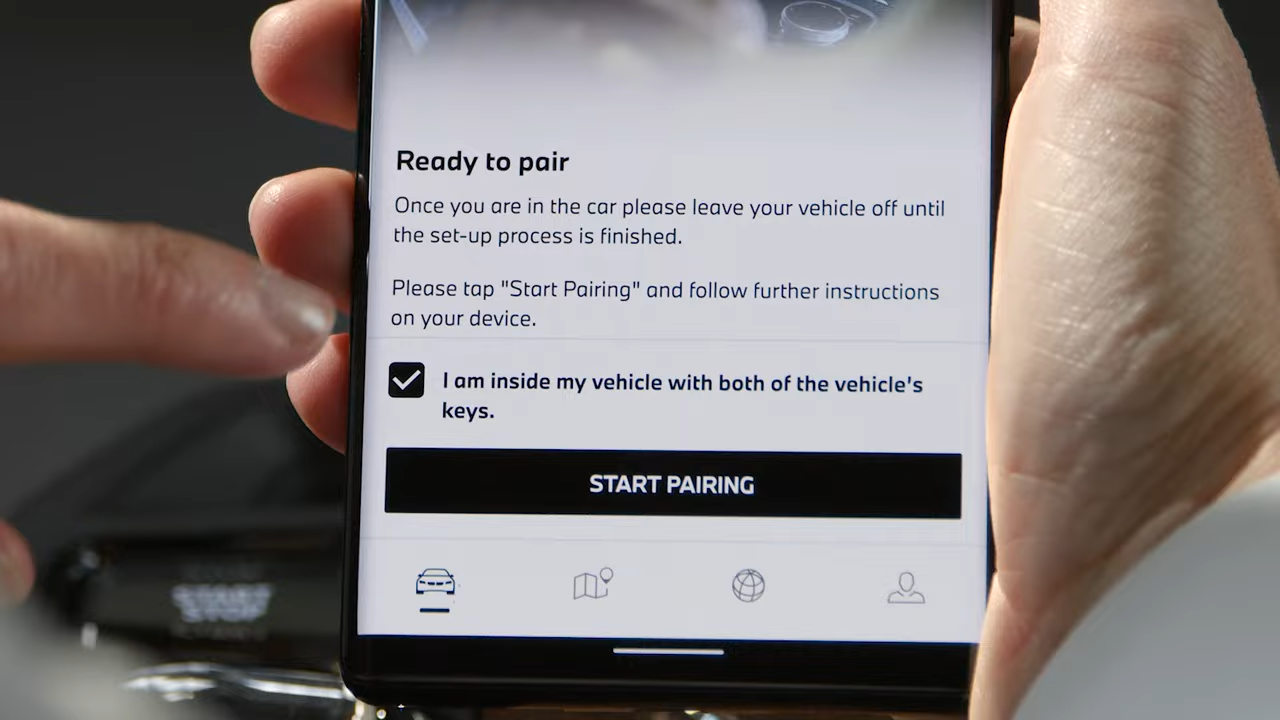 Ready to pair
Once you are in the car please leave your vehicle off until
the set-up process is finished.
Please tap "Start Pairing" and follow further instructions
on your device.
I am inside my vehicle with both of the vehicle's
keys.
START PAIRING
START
STOP